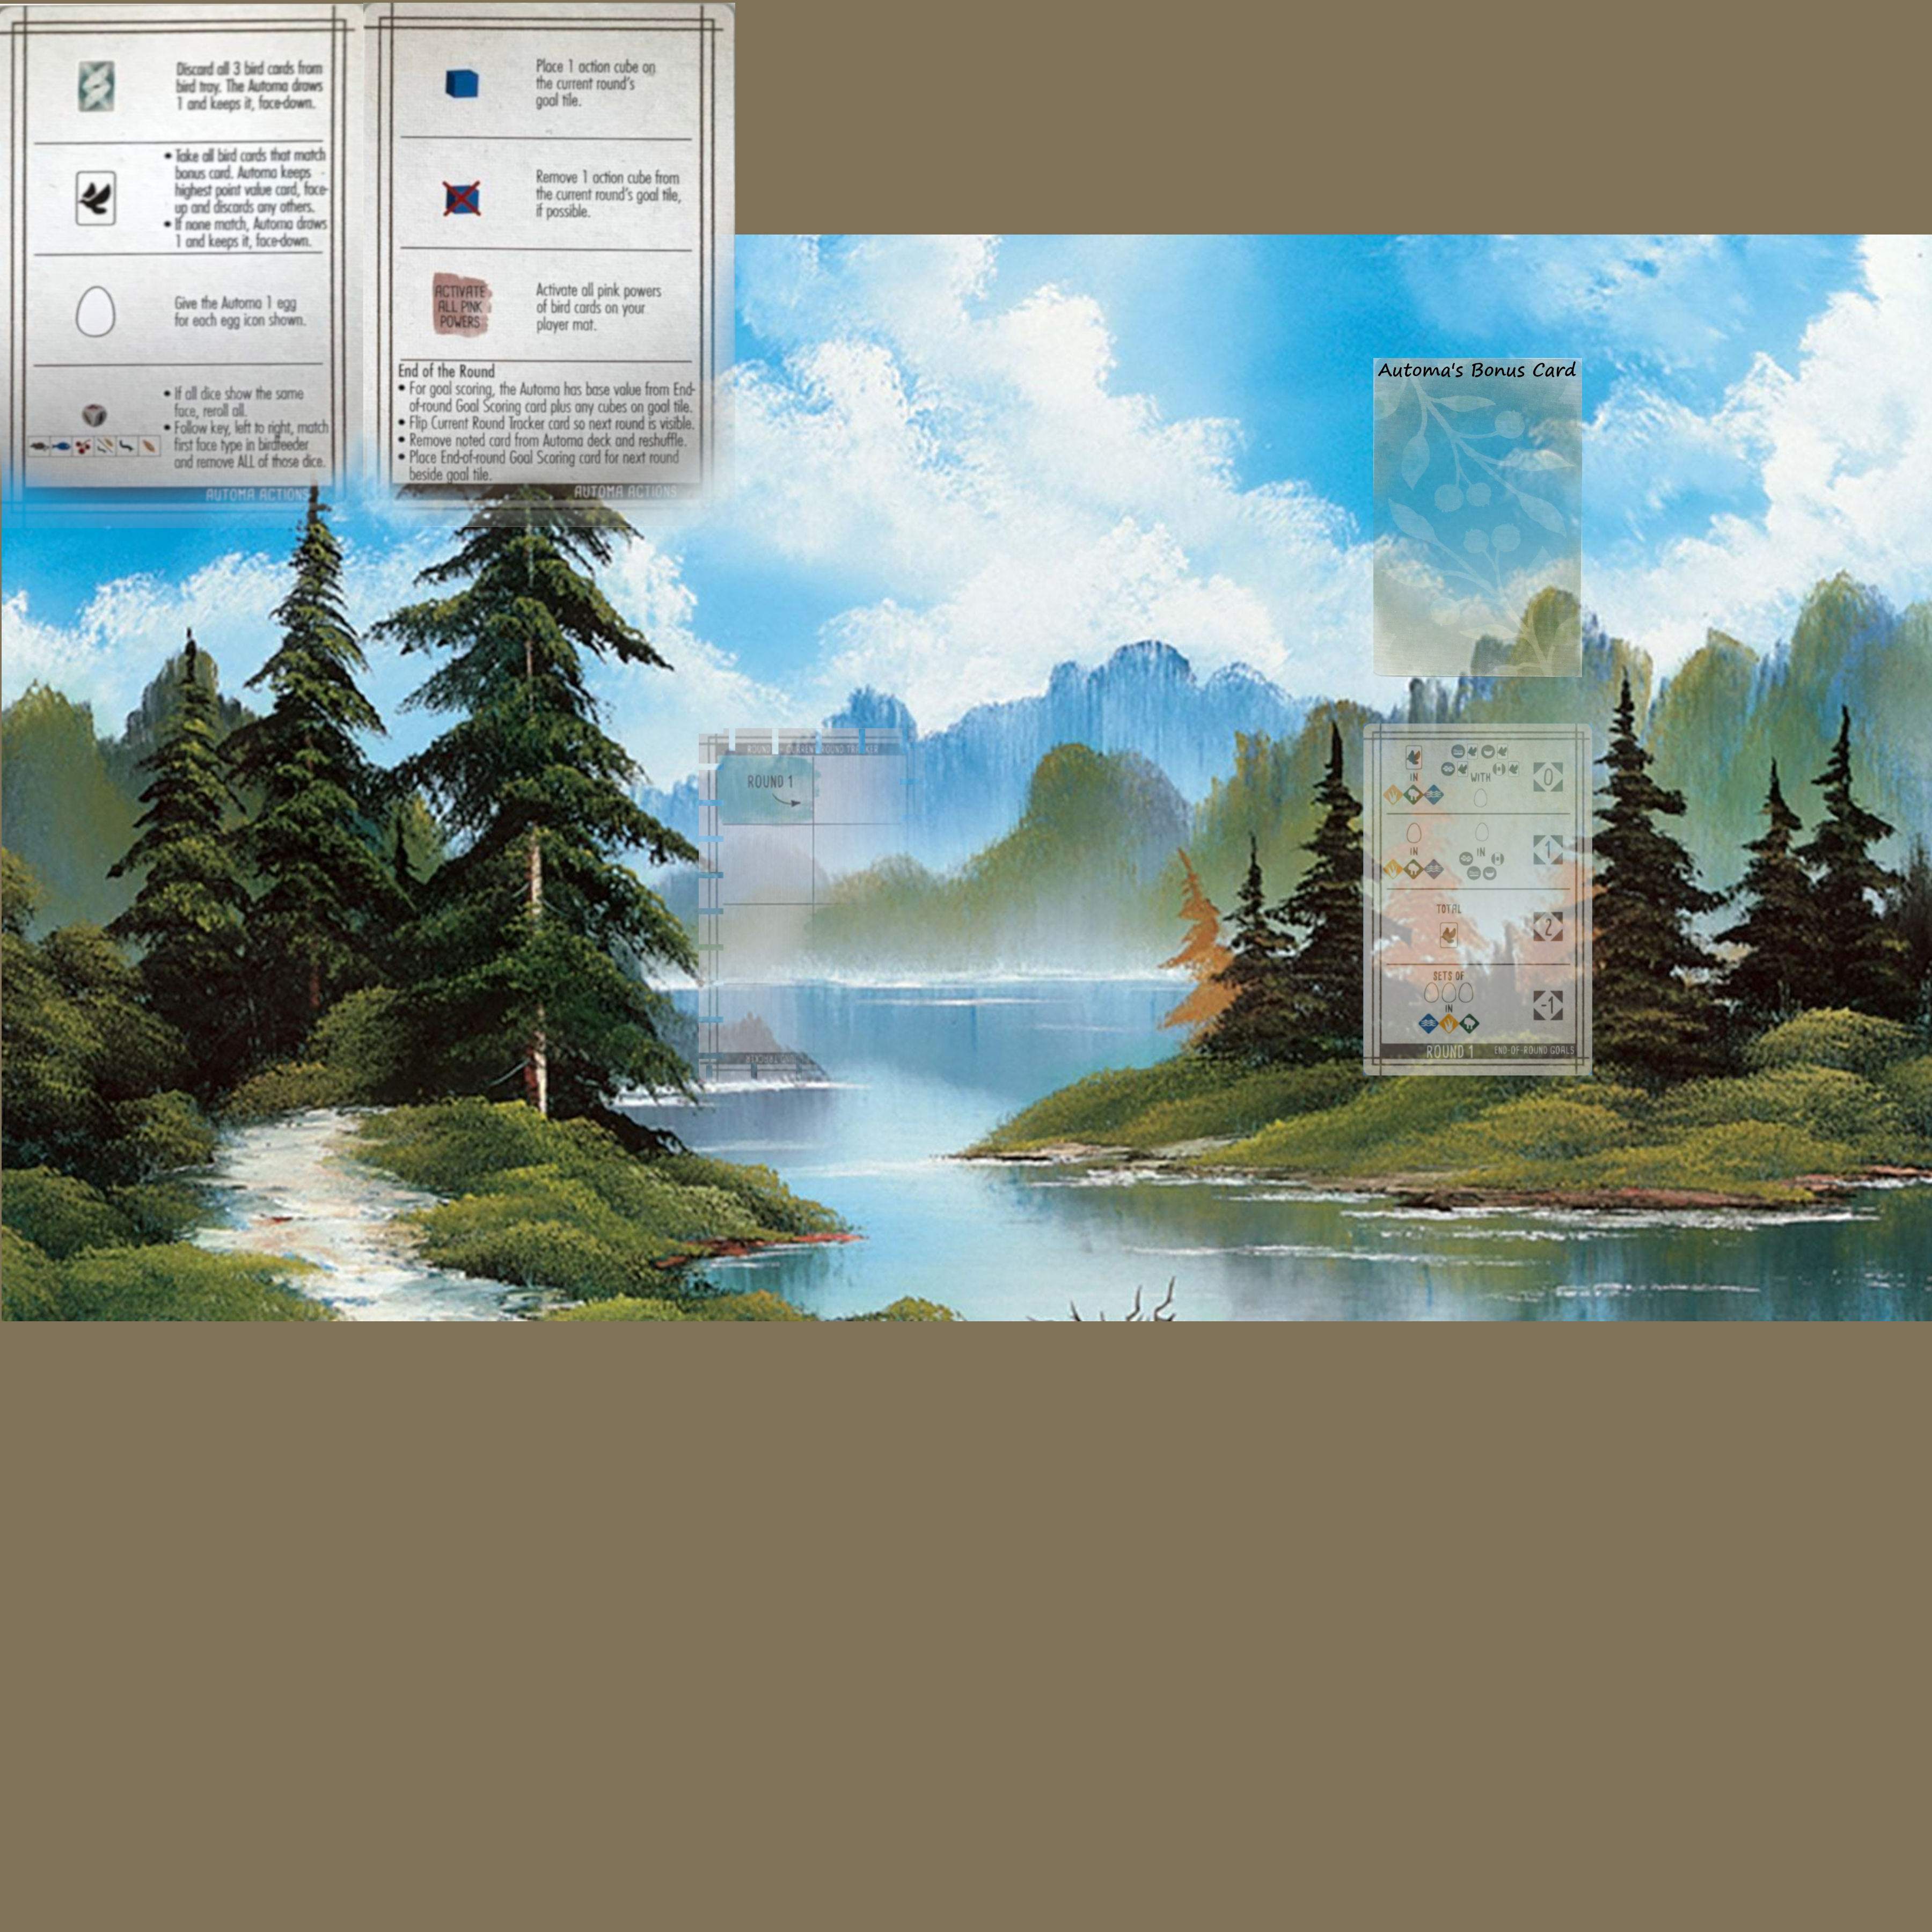 Discard all 3 bird cards from
bird tray. The Automa draws
1 and keeps it, face-down.
• Take all bird cards that match
bonus card. Automa keeps -
highest point value card, face-
up and discards any others.
• If none match, Automa draws
1 and keeps it, face-down.
Give the Automa 1 egg
for each egg icon shown.
• If all dice show the same
face, reroll all.
• Follow key, left to right, match
first face type in birdfeeder
and remove ALL of those dice.
AUTOMA ACTIONS
Place 1 action cube on
the current round's
goal tile.
Remove 1 action cube from
the current round's goal tile,
if possible.
ACTIVATE
ALL PINK
POWERS
Activate all pink powers
of bird cards on your
player mat.
End of the Round
• For goal scoring, the Automa has base value from End-
of-round Goal Scoring card plus any cubes on goal tile.
• Flip Current Round Tracker card so next round is visible.
• Remove noted card from Automa deck and reshuffle.
• Place End-of-round Goal Scoring card for next round
beside goal tile.
AUTOMA ACTIONS
Automa's Bonus Card
ROUND 1
IN
WITH
0
IN
IN
1
TOTAL
2
SETS OF
IN
-1
ROUND 1
END-OF-ROUND GOALS